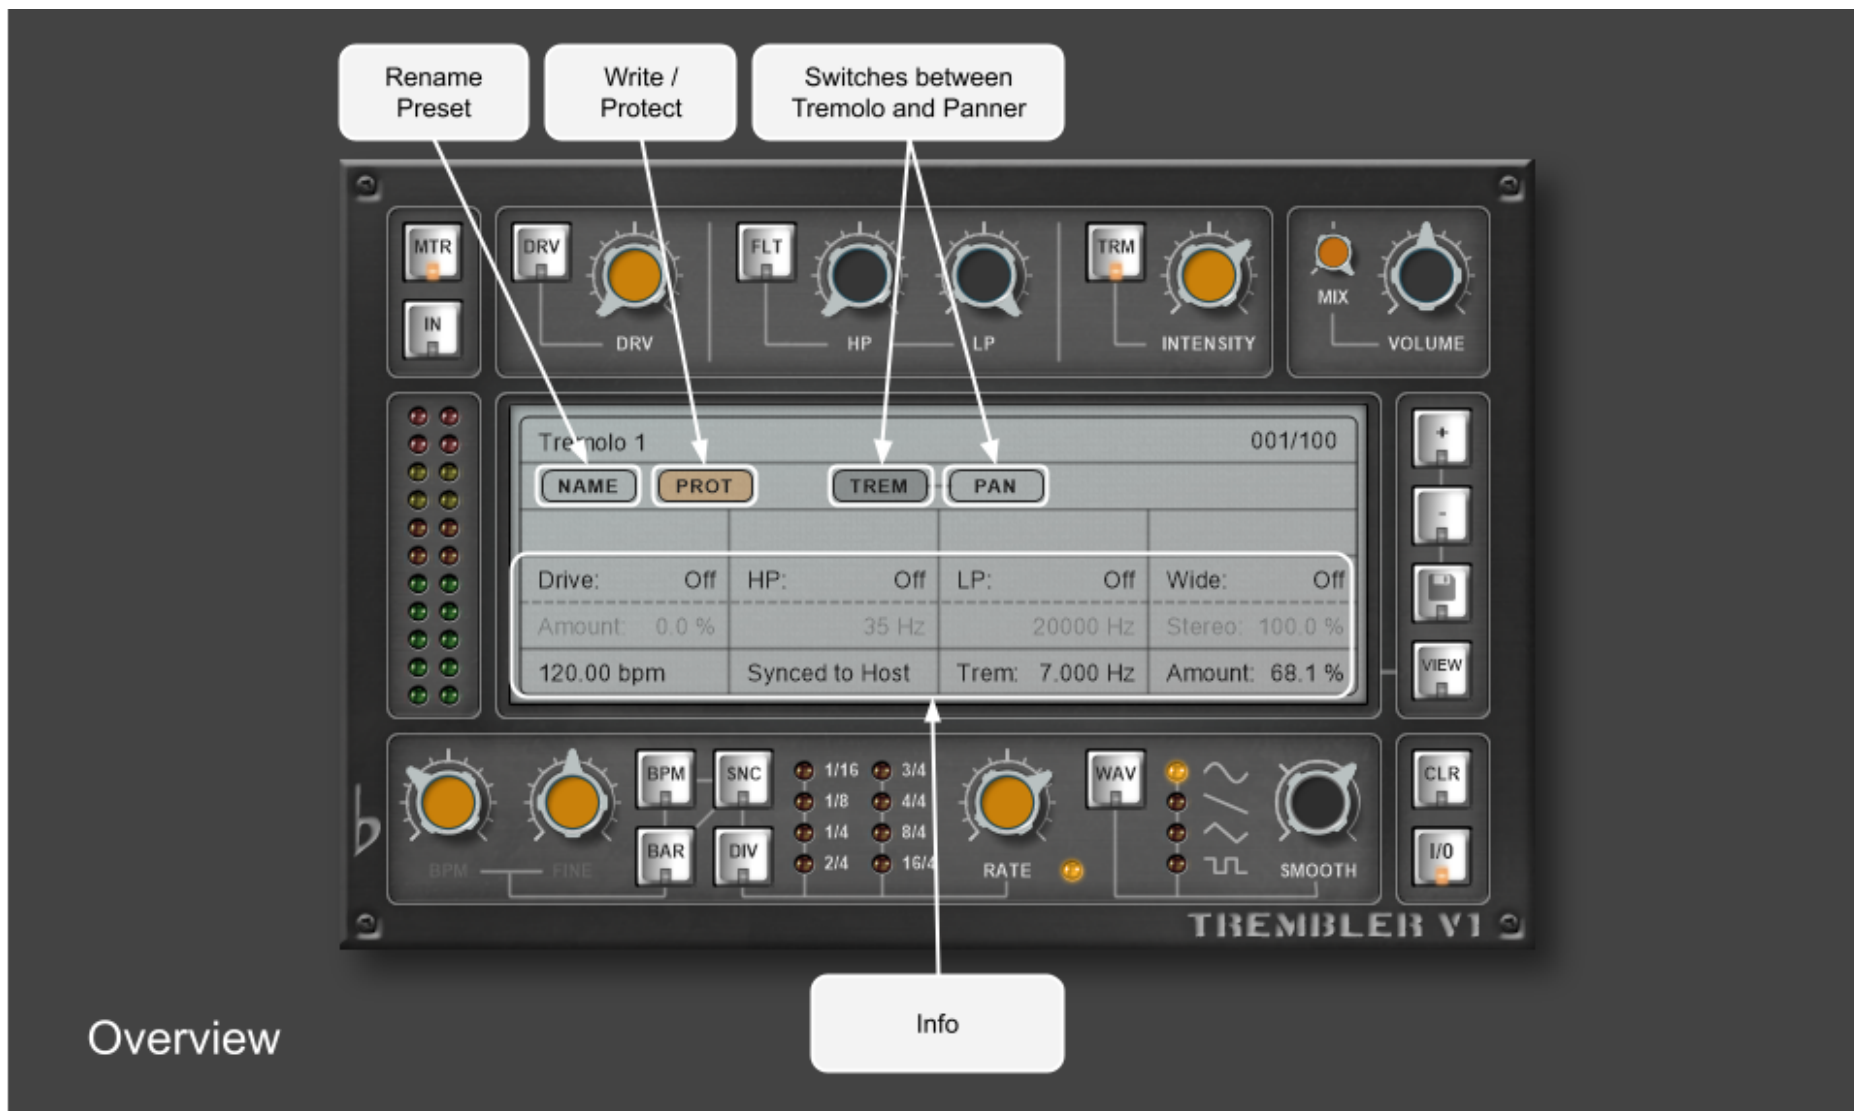 Rename
Preset
Write /
Protect
Switches between
Tremolo and Panner
MTR
DRV
FLT
TRM
IN
MIX
DRV
HP
LP
INTENSITY
VOLUME
Tremolo 1
001/100
+
NAME
PROT
TREM
PAN
-
Drive: Off
HP: Off
LP: Off
Wide: Off
Amount: 0.0 %
35 Hz
20000 Hz
Stereo: 100.0 %
120.00 bpm
Synced to Host
Trem: 7.000 Hz
Amount: 68.1 %
VIEW
BPM
SNC
1/16
3/4
WAV
CLR
1/8
4/4
1/4
8/4
BAR
DIV
I/O
2/4
16/4
BPM
FINE
RATE
SMOOTH
TREMBLER V1
Info
Overview